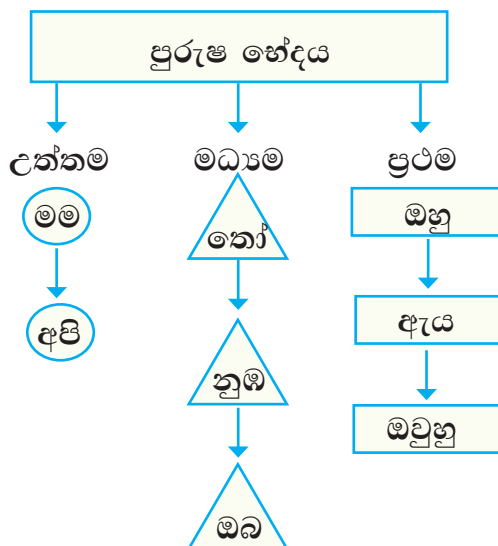 පුරුෂ භේදය
උත්තම
මධ්‍යම
ප්‍රථම
මම
තෝ
ඔහු
අපි
නුඹ
ඇය
ඔබ
ඔවුහු